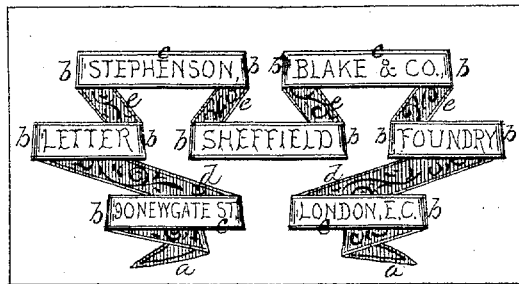 c c
b STEPHENSON, b BLAKE & CO., b
e e e e
b LETTER b b SHEFFIELD b FOUNDRY b
d d
b 90 NEWGATE ST. LONDON, E.C. b
c c
a a